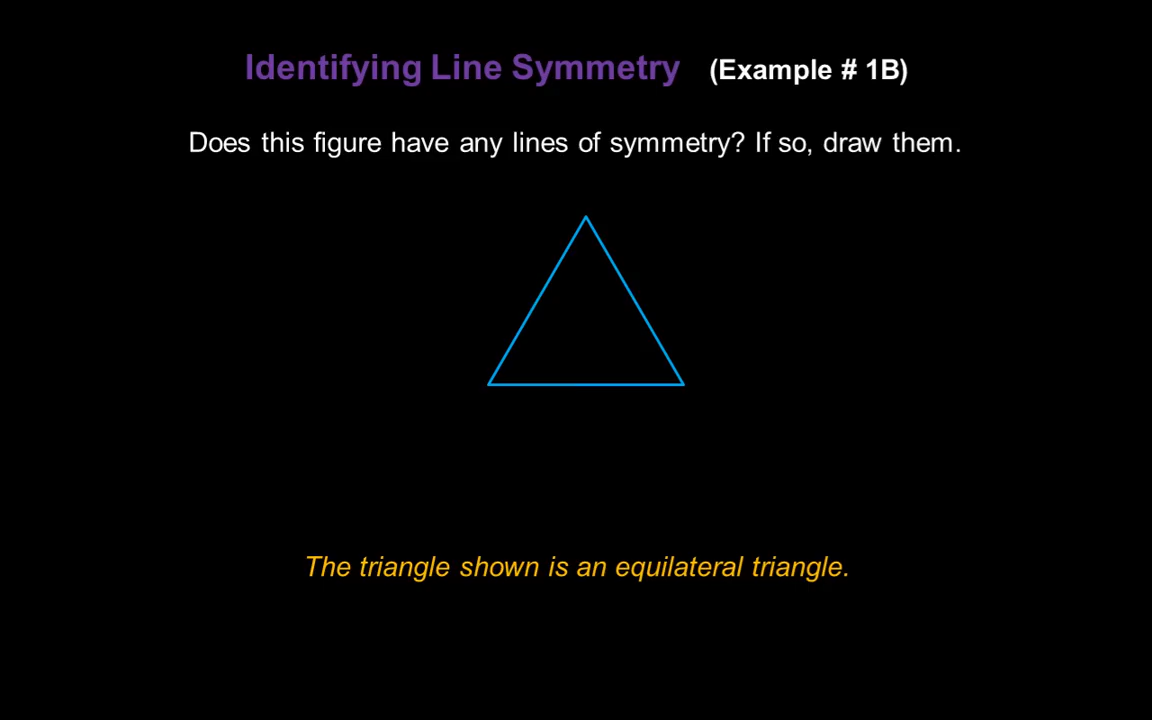 Identifying Line Symmetry (Example # 1B)
Does this figure have any lines of symmetry? If so, draw them.
The triangle shown is an equilateral triangle.